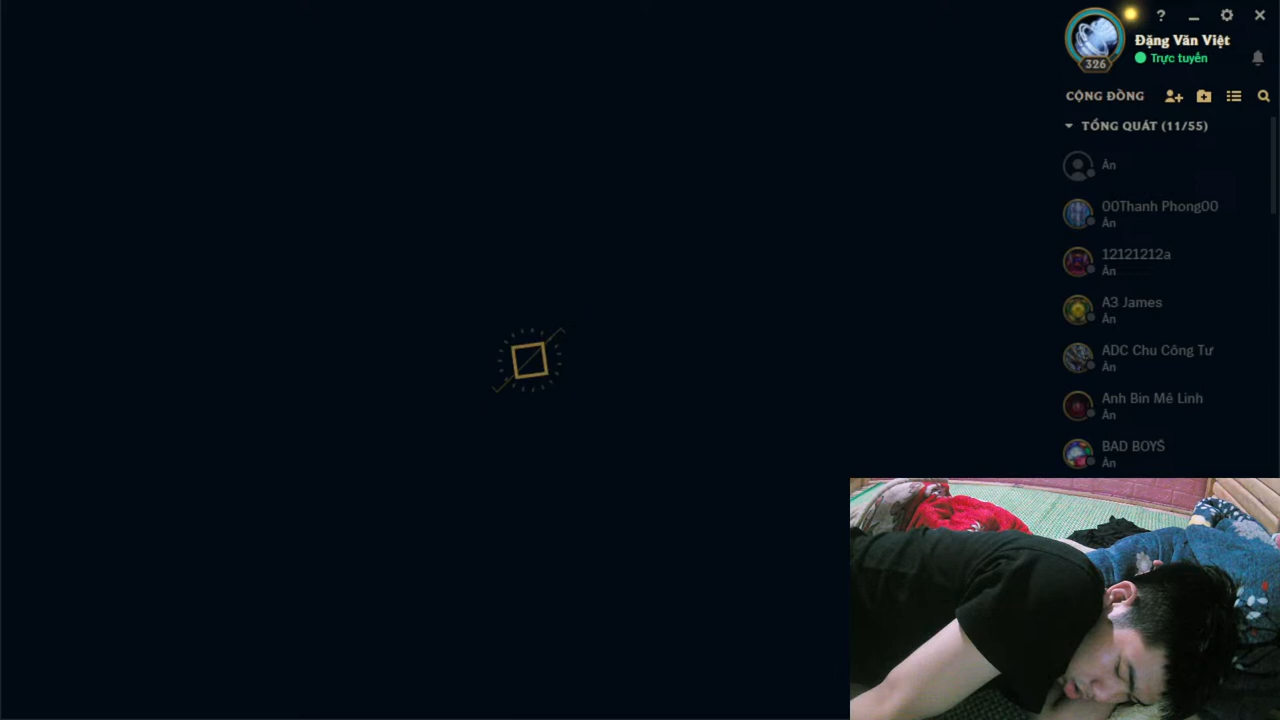 ?
Đặng Văn Việt
326
Trực tuyến
CỘNG ĐỒNG
TỔNG QUÁT (11/55)
Ẩn
00Thanh Phong00
Ẩn
12121212a
Ẩn
A3 James
Ẩn
ADC Chu Công Tư
Ẩn
Anh Bin Mê Linh
Ẩn
BAD BOYŠ
Ẩn